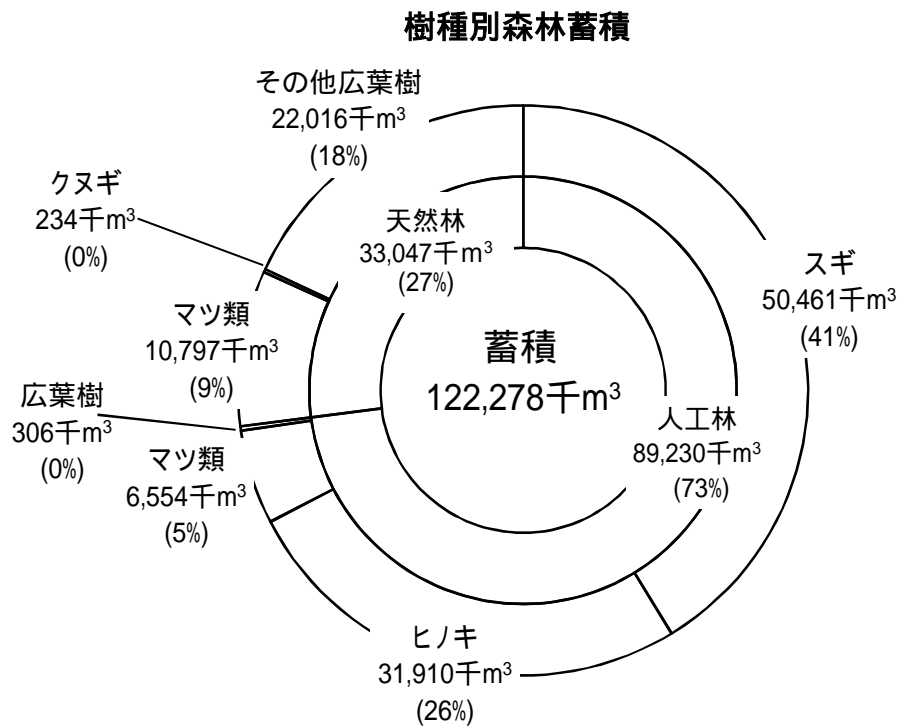 樹種別森林蓄積
その他広葉樹
22,016千m³
(18%)
クヌギ
234千m³
(0%)
天然林
33,047千m³
(27%)
スギ
50,461千m³
(41%)
マツ類
10,797千m³
(9%)
蓄積
122,278千m³
広葉樹
306千m³
(0%)
人工林
89,230千m³
(73%)
マツ類
6,554千m³
(5%)
ヒノキ
31,910千m³
(26%)